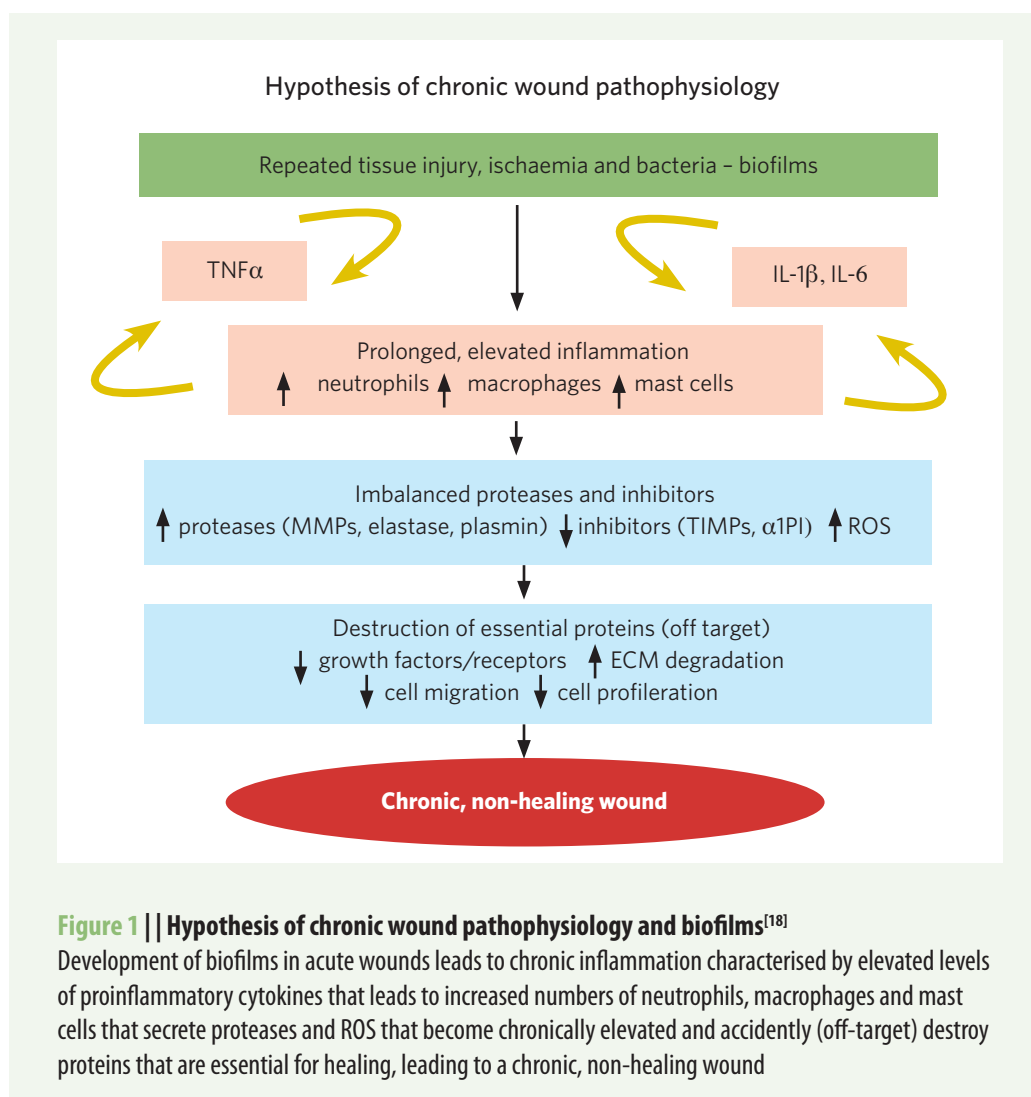 Hypothesis of chronic wound pathophysiology
Repeated tissue injury, ischaemia and bacteria – biofilms
TNFα
IL-1β, IL-6
Prolonged, elevated inflammation
↑ neutrophils ↑ macrophages ↑ mast cells
Imbalanced proteases and inhibitors
↑ proteases (MMPs, elastase, plasmin) ↓ inhibitors (TIMPs, α1PI) ↑ ROS
Destruction of essential proteins (off target)
↓ growth factors/receptors ↑ ECM degradation
↓ cell migration ↓ cell profileration
Chronic, non-healing wound
Figure 1 || Hypothesis of chronic wound pathophysiology and biofilms[18]
Development of biofilms in acute wounds leads to chronic inflammation characterised by elevated levels
of proinflammatory cytokines that leads to increased numbers of neutrophils, macrophages and mast
cells that secrete proteases and ROS that become chronically elevated and accidently (off-target) destroy
proteins that are essential for healing, leading to a chronic, non-healing wound